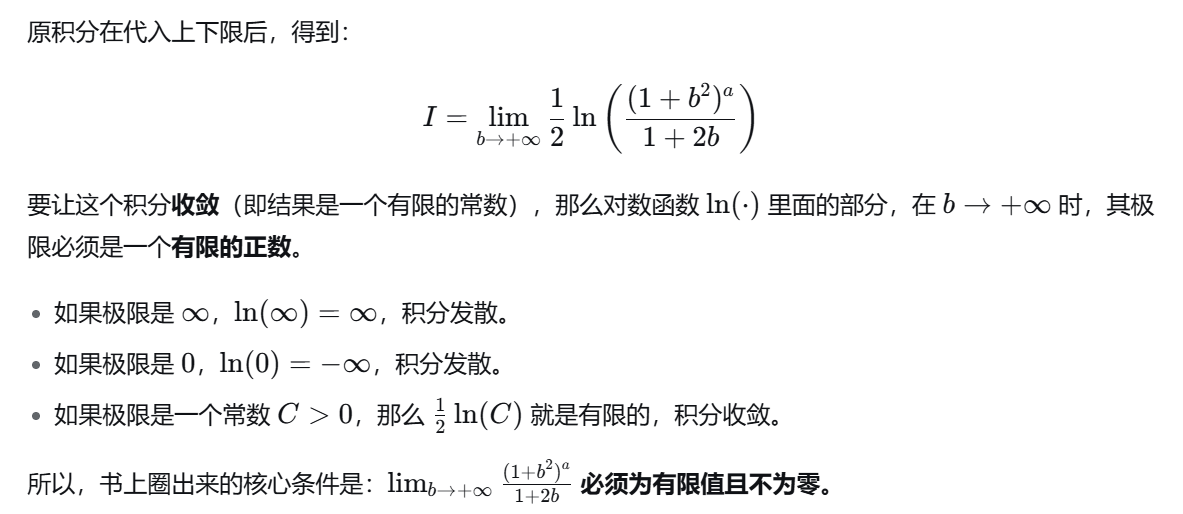 原积分在代入上下限后，得到：
I = lim_{b→+∞} \frac{1}{2} ln( \frac{(1 + b²)^a}{1 + 2b} )
要让这个积分收敛（即结果是一个有限的常数），那么对数函数 ln(·) 里面的部分，在 b → +∞ 时，其极
限必须是一个有限的正数。
• 如果极限是 ∞，ln(∞) = ∞，积分发散。
• 如果极限是 0，ln(0) = −∞，积分发散。
• 如果极限是一个常数 C > 0，那么 \frac{1}{2} ln(C) 就是有限的，积分收敛。
所以，书上圈出来的核心条件是：lim_{b→+∞} \frac{(1+b²)^a}{1+2b} 必须为有限值且不为零。